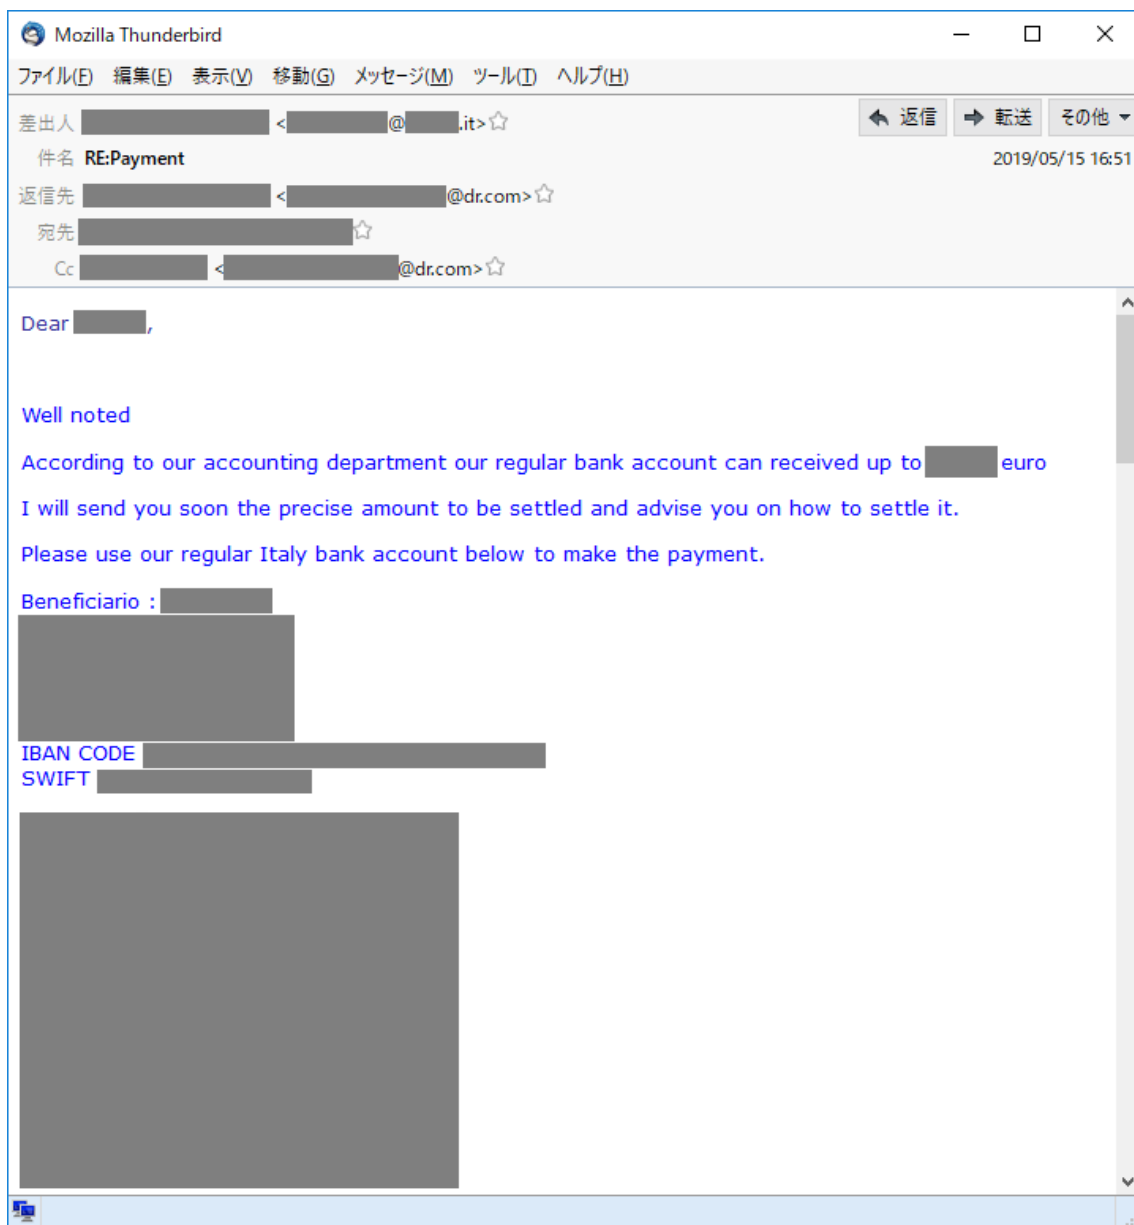 Mozilla Thunderbird
ファイル(F) 編集(E) 表示(V) 移動(G) メッセージ(M) ツール(T) ヘルプ(H)
差出人 < @ .it>☆ 返信 転送 その他
件名 RE:Payment 2019/05/15 16:51
返信先 < @dr.com>☆
宛先 ☆
Cc < @dr.com>☆
Dear ,
Well noted
According to our accounting department our regular bank account can received up to euro
I will send you soon the precise amount to be settled and advise you on how to settle it.
Please use our regular Italy bank account below to make the payment.
Beneficiario :
IBAN CODE
SWIFT